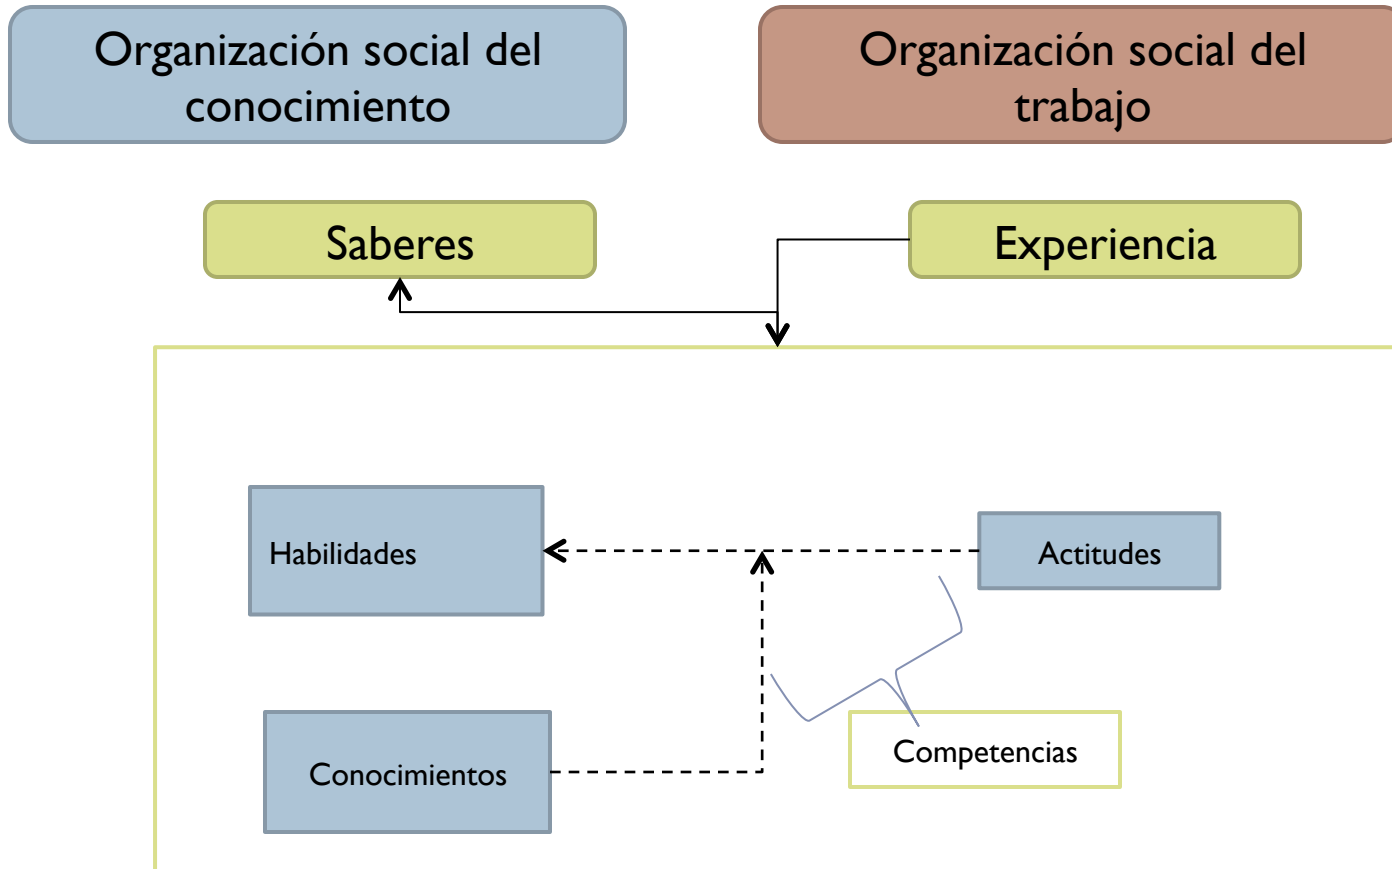 Organización social del
conocimiento
Organización social del
trabajo
Saberes
Experiencia
Habilidades
Actitudes
Conocimientos
Competencias